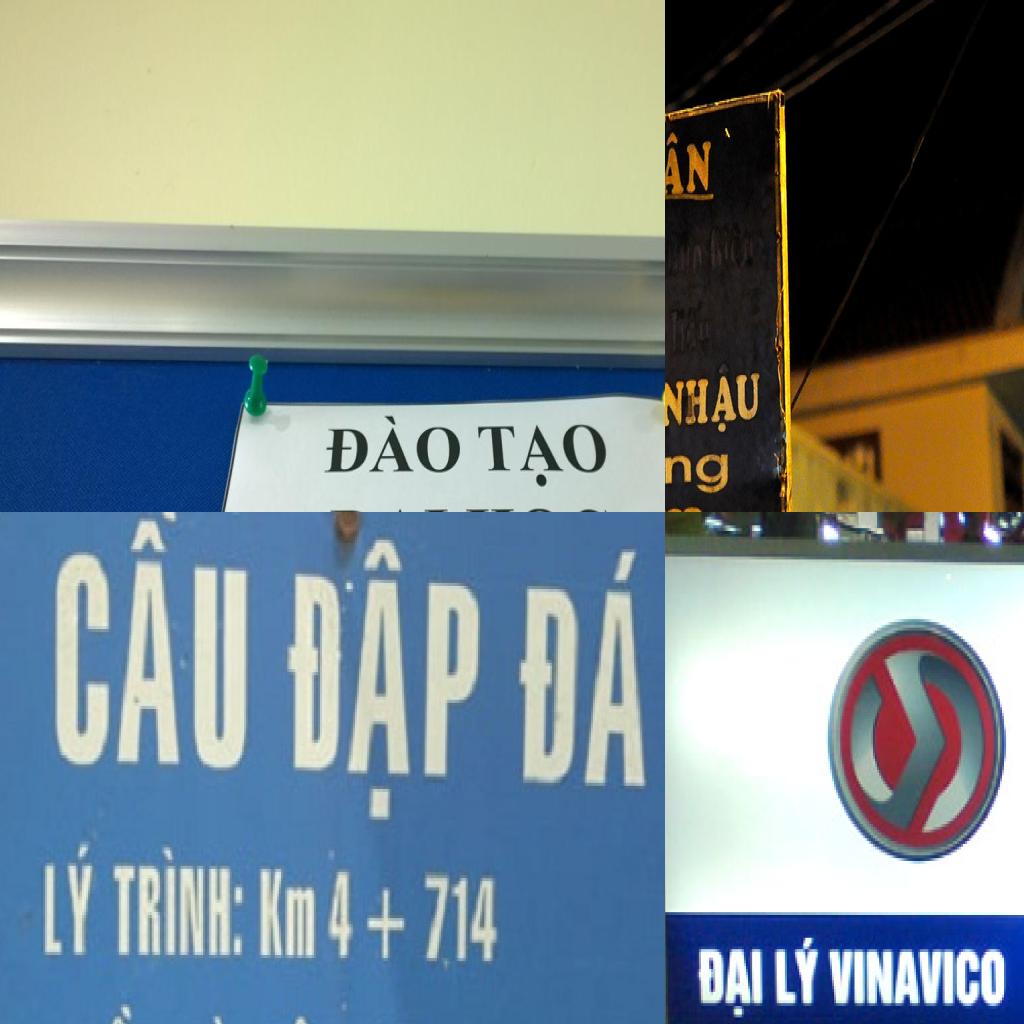 ĐÀO TẠO
ÂN
NHẬU
ng
CẦU ĐẬP ĐÁ
LÝ TRÌNH: Km 4 + 714
ĐẠI LÝ VINAVICO